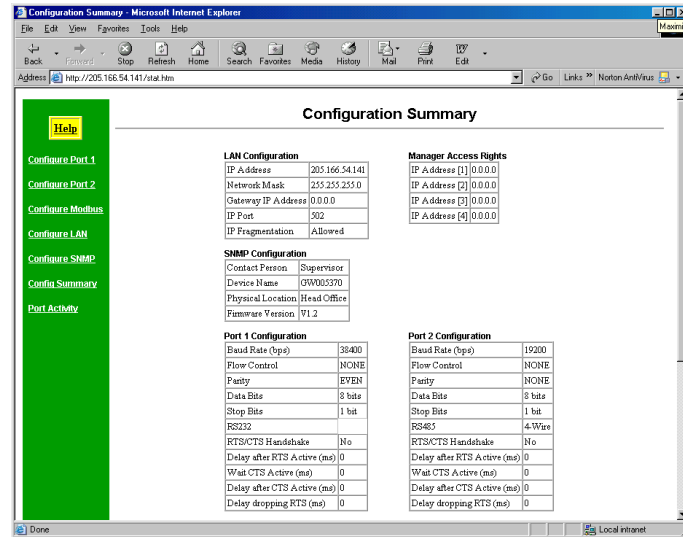 Configuration Summary - Microsoft Internet Explorer
File Edit View Favorites Tools Help
Maximi
Back Forward Stop Refresh Home Search Favorites Media History Mail Print Edit
Address http://205.166.54.141/stat.htm Go Links » Norton AntiVirus
Help
Configure Port 1
Configure Port 2
Configure Modbus
Configure LAN
Configure SNMP
Config Summary
Port Activity
Configuration Summary
LAN Configuration
IP Address 205.166.54.141
Network Mask 255.255.255.0
Gateway IP Address 0.0.0.0
IP Port 502
IP Fragmentation Allowed
Manager Access Rights
IP Address [1] 0.0.0.0
IP Address [2] 0.0.0.0
IP Address [3] 0.0.0.0
IP Address [4] 0.0.0.0
SNMP Configuration
Contact Person Supervisor
Device Name GW005370
Physical Location Head Office
Firmware Version V1.2
Port 1 Configuration
Baud Rate (bps) 38400
Flow Control NONE
Parity EVEN
Data Bits 8 bits
Stop Bits 1 bit
RS232
RTS/CTS Handshake No
Delay after RTS Active (ms) 0
Wait CTS Active (ms) 0
Delay after CTS Active (ms) 0
Delay dropping RTS (ms) 0
Port 2 Configuration
Baud Rate (bps) 19200
Flow Control NONE
Parity NONE
Data Bits 8 bits
Stop Bits 1 bit
RS485 4-Wire
RTS/CTS Handshake No
Delay after RTS Active (ms) 0
Wait CTS Active (ms) 0
Delay after CTS Active (ms) 0
Delay dropping RTS (ms) 0
Done Local intranet